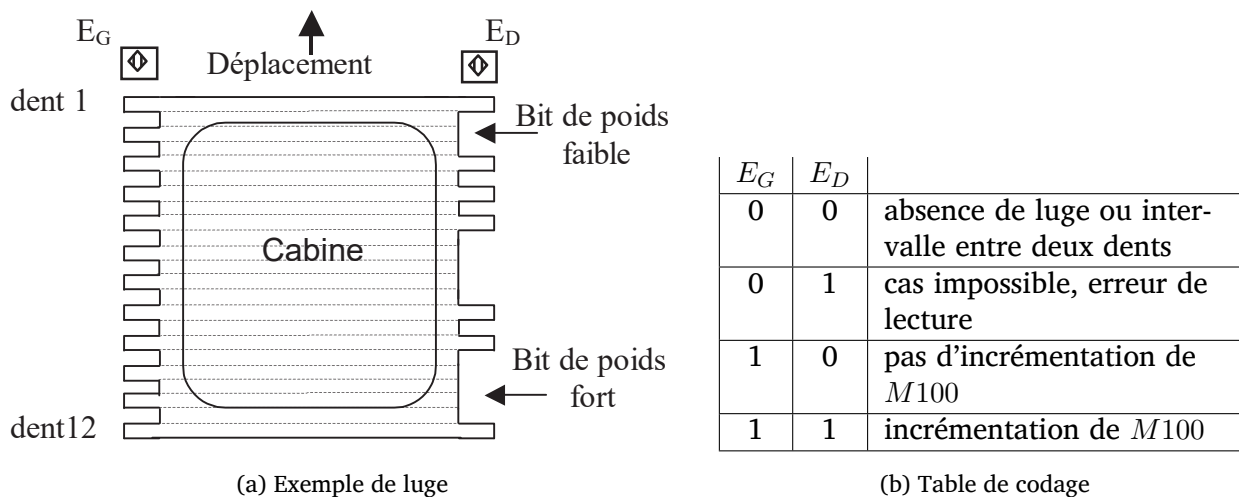 E_G
E_D
Déplacement
dent 1
Bit de poids
faible
Cabine
Bit de poids
fort
dent12
(a) Exemple de luge
E_G E_D
0 0 absence de luge ou inter-
valle entre deux dents
0 1 cas impossible, erreur de
lecture
1 0 pas d'incrémentation de
M100
1 1 incrémentation de M100
(b) Table de codage